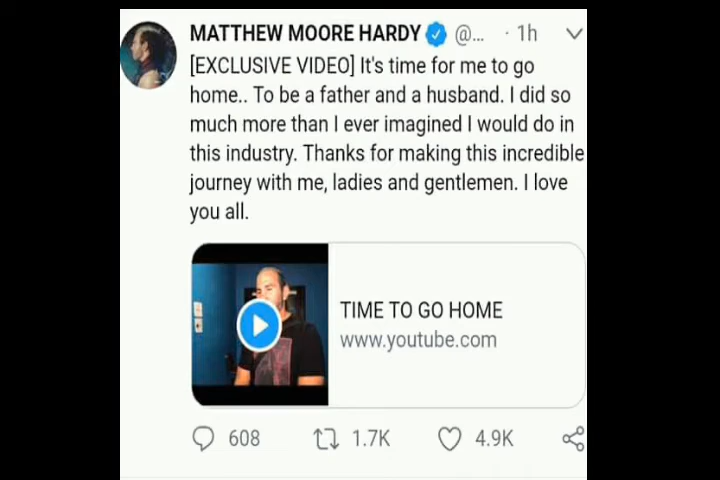 MATTHEW MOORE HARDY @... · 1h
[EXCLUSIVE VIDEO] It's time for me to go
home.. To be a father and a husband. I did so
much more than I ever imagined I would do in
this industry. Thanks for making this incredible
journey with me, ladies and gentlemen. I love
you all.
TIME TO GO HOME
www.youtube.com
608 1.7K 4.9K